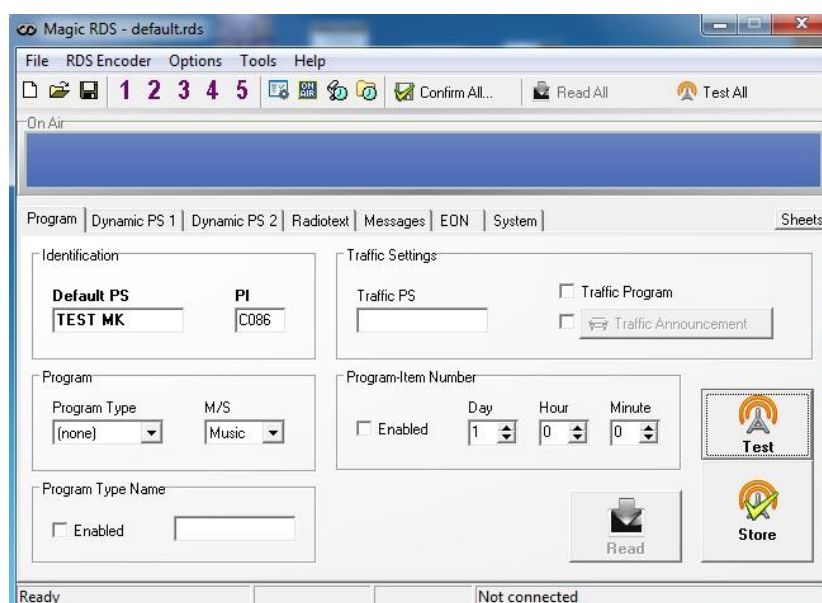 Magic RDS - default.rds
File RDS Encoder Options Tools Help
1 2 3 4 5 ON AIR Confirm All... Read All Test All
On Air
Program Dynamic PS 1 Dynamic PS 2 Radiotext Messages EON System Sheets
Identification
Default PS PI
TEST MK C086
Traffic Settings
Traffic PS Traffic Program
Traffic Announcement
Program
Program Type M/S
(none) Music
Program-Item Number
Day Hour Minute
Enabled 1 0 0
Test
Program Type Name
Enabled
Read
Store
Ready Not connected